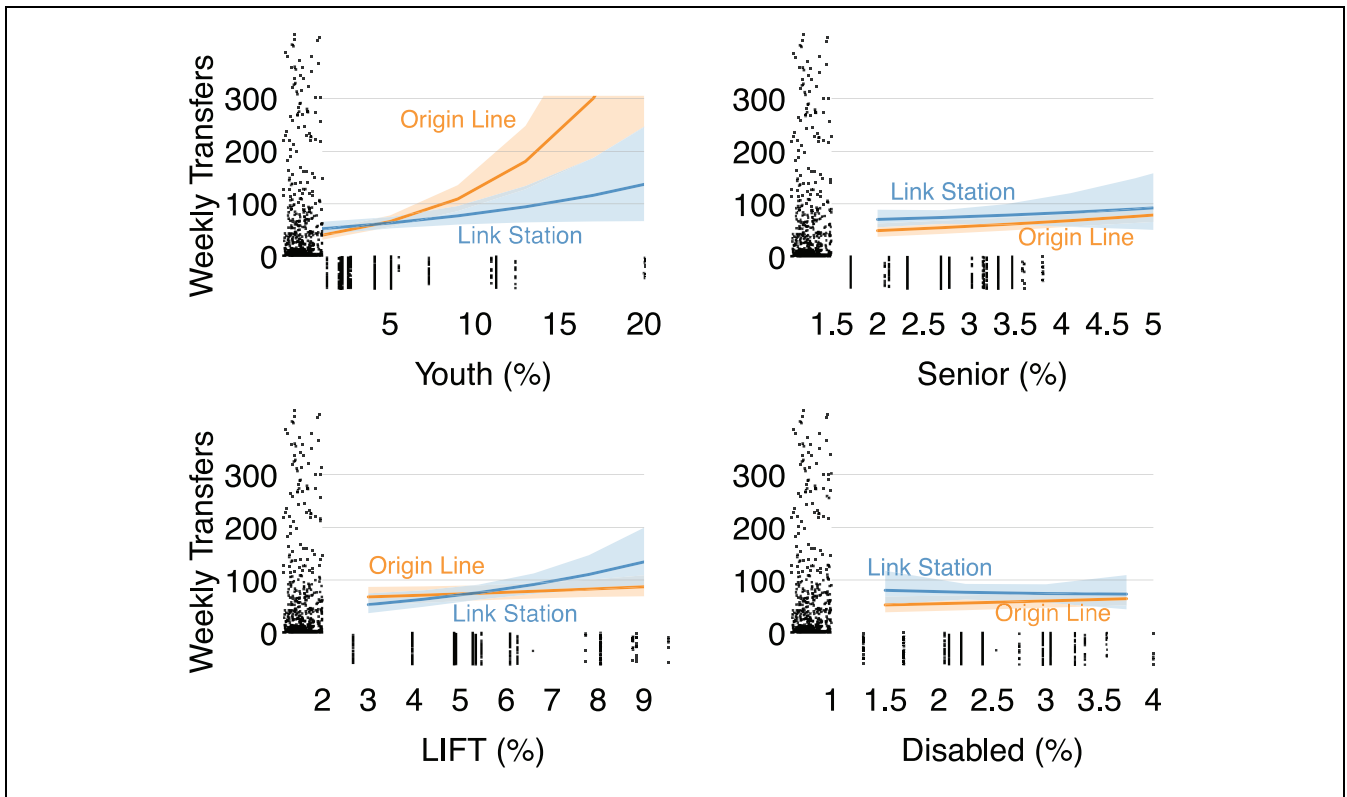 Weekly Transfers
300
200
100
0
Origin Line
Link Station
5 10 15 20
Youth (%)
300
200
100
0
Link Station
Origin Line
1.5 2 2.5 3 3.5 4 4.5 5
Senior (%)
Weekly Transfers
300
200
100
0
Origin Line
Link Station
2 3 4 5 6 7 8 9
LIFT (%)
300
200
100
0
Link Station
Origin Line
1 1.5 2 2.5 3 3.5 4
Disabled (%)